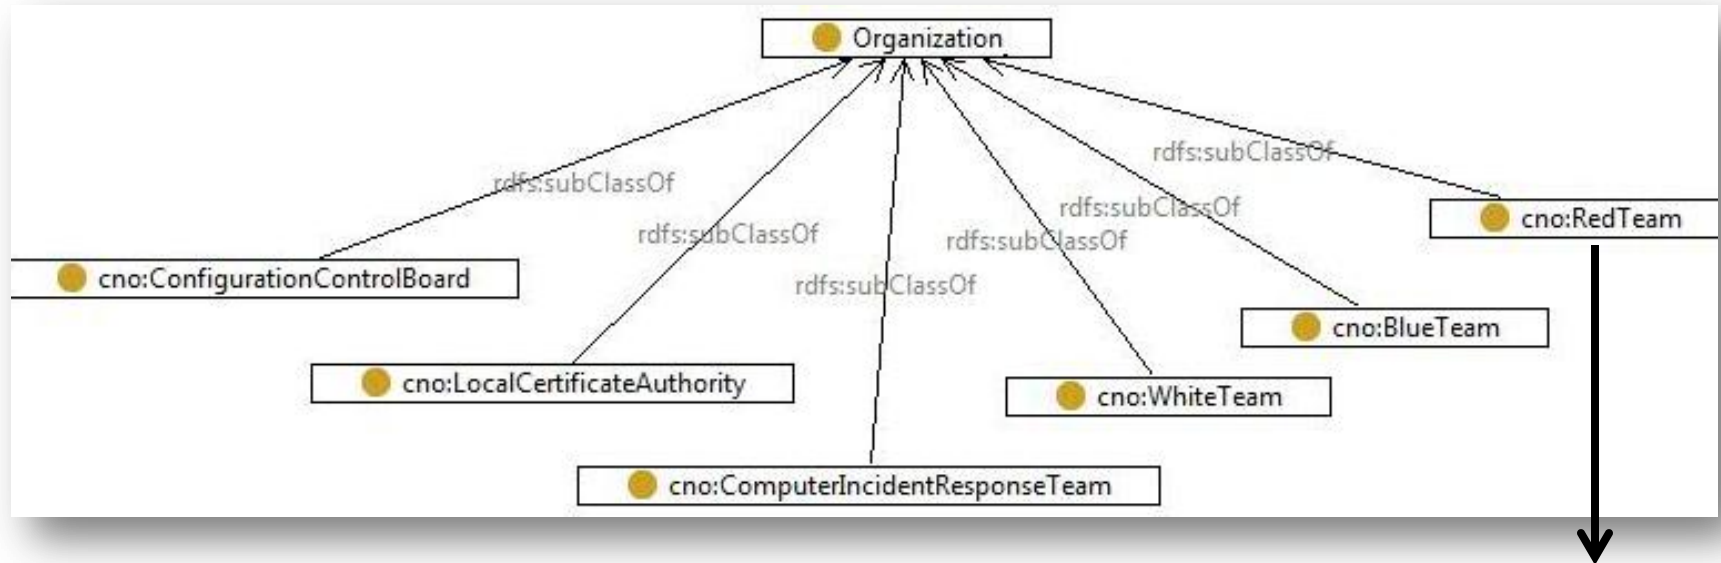 Organization
rdfs:subClassOf
rdfs:subClassOf
cno:RedTeam
rdfs:subClassOf
rdfs:subClassOf
rdfs:subClassOf
cno:ConfigurationControlBoard
rdfs:subClassOf
cno:BlueTeam
cno:LocalCertificateAuthority
cno:WhiteTeam
cno:ComputerIncidentResponseTeam